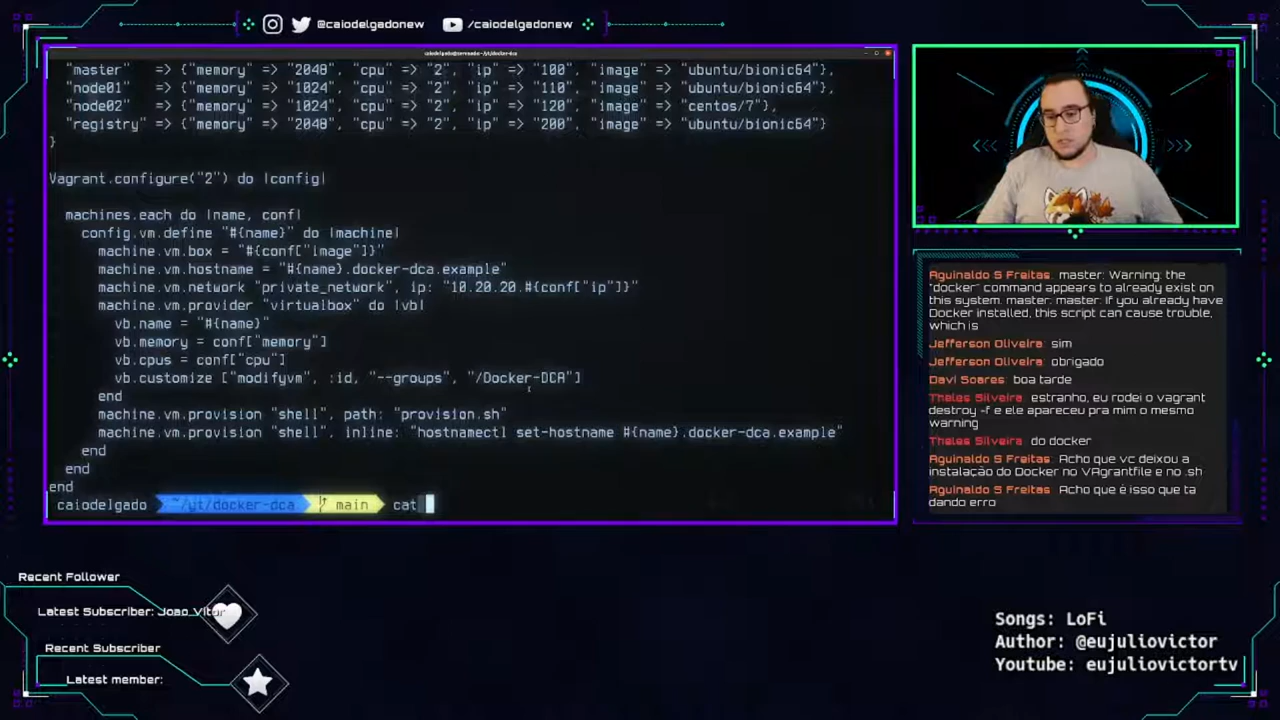 @caiodelgadonew
/caiodelgadonew
caiodelgado@zervnodic:~/yt/docker-dca
"master" => {"memory" => "2048", "cpu" => "2", "ip" => "100", "image" => "ubuntu/bionic64"},
"node01" => {"memory" => "1024", "cpu" => "2", "ip" => "110", "image" => "ubuntu/bionic64"},
"node02" => {"memory" => "1024", "cpu" => "2", "ip" => "120", "image" => "centos/7"},
"registry" => {"memory" => "2048", "cpu" => "2", "ip" => "200", "image" => "ubuntu/bionic64"}
}
Vagrant.configure("2") do |config|
machines.each do |name, conf|
config.vm.define "#{name}" do |machine|
machine.vm.box = "#{conf["image"]}"
machine.vm.hostname = "#{name}.docker-dca.example"
machine.vm.network "private_network", ip: "10.20.20.#{conf["ip"]}"
machine.vm.provider "virtualbox" do |vb|
vb.name = "#{name}"
vb.memory = conf["memory"]
vb.cpus = conf["cpu"]
vb.customize ["modifyvm", :id, "--groups", "/Docker-DCA"]
end
machine.vm.provision "shell", path: "provision.sh"
machine.vm.provision "shell", inline: "hostnamectl set-hostname #{name}.docker-dca.example"
end
end
end
caiodelgado ~/yt/docker-dca main cat
Aguinaldo S Freitas. master: Warning: the
"docker" command appears to already exist on
this system. master: master: If you already have
Docker installed, this script can cause trouble,
which is
Jefferson Oliveira: sim
Jefferson Oliveira: obrigado
Davi Soares: boa tarde
Thales Silveira: estranho, eu rodei o vagrant
destroy -f e ele apareceu pra mim o mesmo
warning
Thales Silveira: do docker
Aguinaldo S Freitas: Acho que vc deixou a
instalação do Docker no VAgrantfile e no .sh
Aguinaldo S Freitas: Acho que é isso que ta
dando erro
Recent Follower
Latest Subscriber: Joao Vitor
Recent Subscriber
Latest member:
Songs: LoFi
Author: @eujuliovictor
Youtube: eujuliovictortv